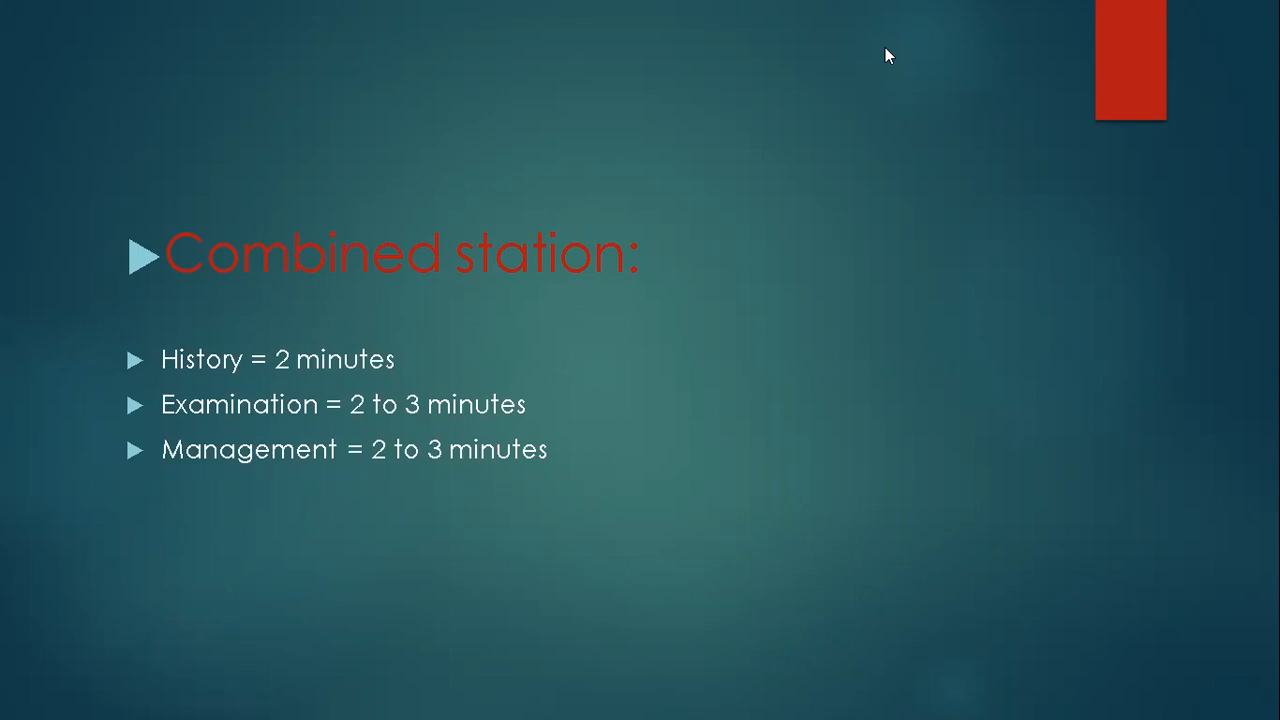 Combined station:
History = 2 minutes
Examination = 2 to 3 minutes
Management = 2 to 3 minutes